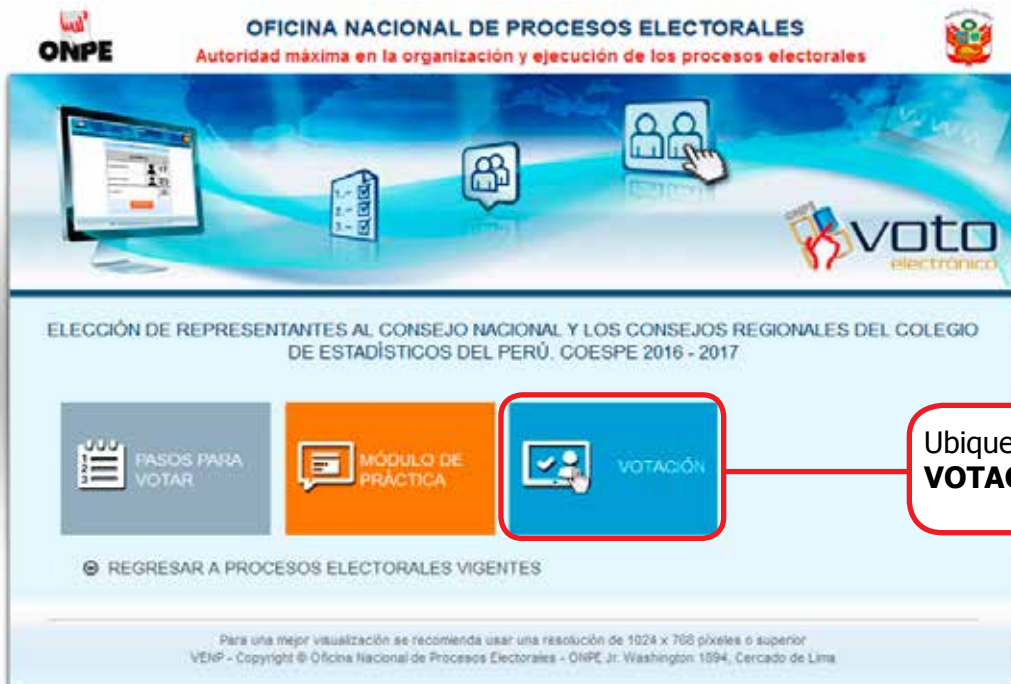 ONPE
OFICINA NACIONAL DE PROCESOS ELECTORALES
Autoridad máxima en la organización y ejecución de los procesos electorales
ONPE
voto
electrónico
ELECCIÓN DE REPRESENTANTES AL CONSEJO NACIONAL Y LOS CONSEJOS REGIONALES DEL COLEGIO
DE ESTADÍSTICOS DEL PERÚ. COESPE 2016 - 2017
PASOS PARA
VOTAR
MÓDULO DE
PRÁCTICA
VOTACIÓN
Ubique
VOTAC
REGRESAR A PROCESOS ELECTORALES VIGENTES
Para una mejor visualización se recomienda usar una resolución de 1024 x 768 píxeles o superior
VENP - Copyright © Oficina Nacional de Procesos Electorales - ONPE Jr. Washington 1894, Cercado de Lima